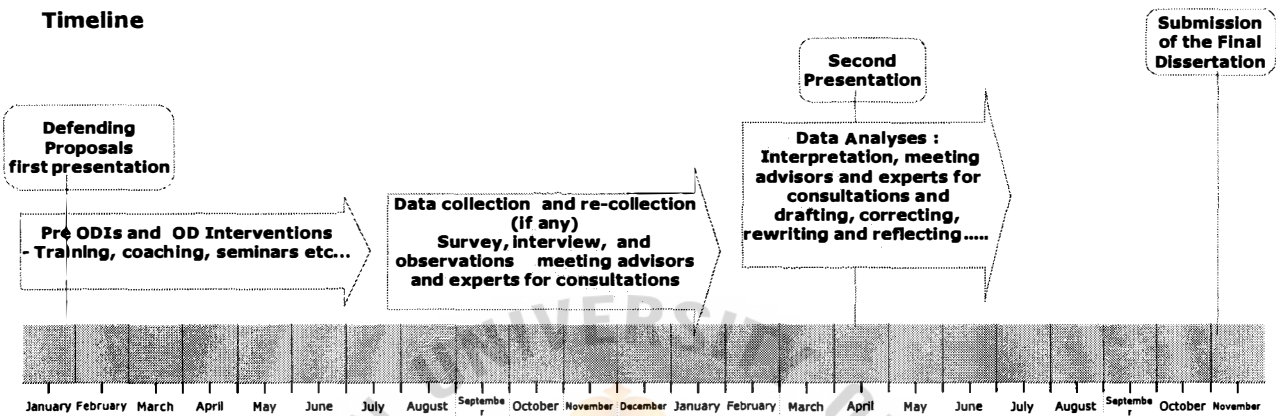 Timeline
Submission
of the Final
Dissertation
Second
Presentation
Defending
Proposals
first presentation
Data Analyses :
Interpretation, meeting
advisors and experts for
consultations and
drafting, correcting,
rewriting and reflecting.....
Data collection and re-collection
(if any)
Survey, interview, and
observations meeting advisors
and experts for consultations
Pre ODIs and OD Interventions
- Training, coaching, seminars etc...
UNIVERSITY
January February March April May June July August Septembe
r October November December January February March April May June July August Septembe
r October November